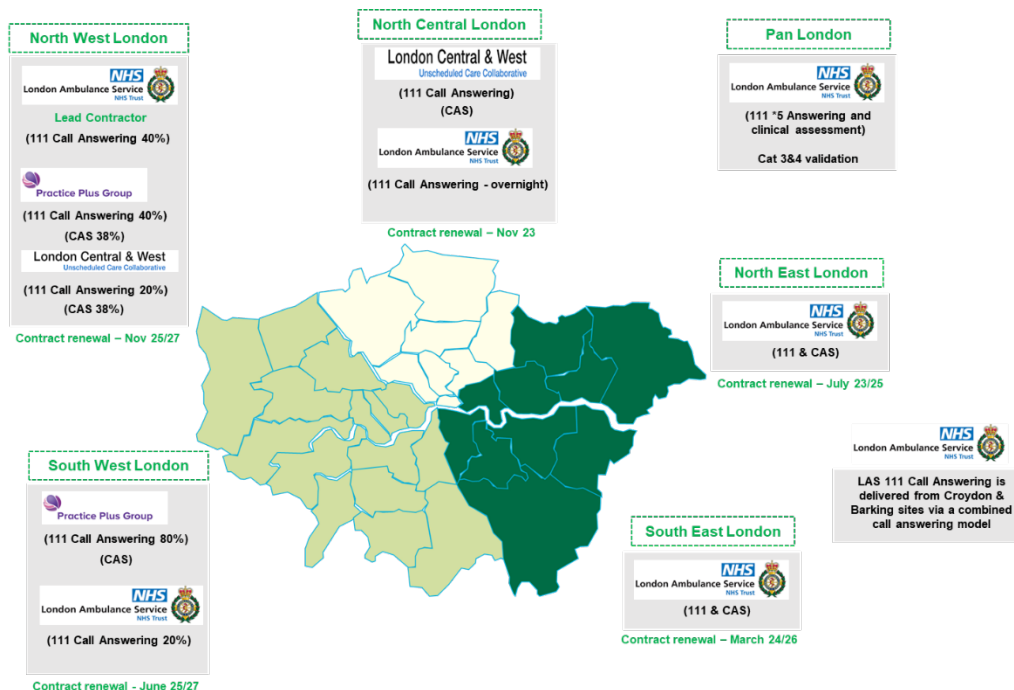 North West London
NHS
London Ambulance Service
NHS Trust
Lead Contractor
(111 Call Answering 40%)
Practice Plus Group
(111 Call Answering 40%)
(CAS 38%)
London Central & West
Unscheduled Care Collaborative
(111 Call Answering 20%)
(CAS 38%)
Contract renewal – Nov 25/27
North Central London
London Central & West
Unscheduled Care Collaborative
(111 Call Answering)
(CAS)
NHS
London Ambulance Service
NHS Trust
(111 Call Answering - overnight)
Contract renewal – Nov 23
Pan London
NHS
London Ambulance Service
NHS Trust
(111 *5 Answering and
clinical assessment)
Cat 3&4 validation
North East London
NHS
London Ambulance Service
NHS Trust
(111 & CAS)
Contract renewal – July 23/25
NHS
London Ambulance Service
NHS Trust
LAS 111 Call Answering is
delivered from Croydon &
Barking sites via a combined
call answering model
South West London
Practice Plus Group
(111 Call Answering 80%)
(CAS)
NHS
London Ambulance Service
NHS Trust
(111 Call Answering 20%)
Contract renewal - June 25/27
South East London
NHS
London Ambulance Service
NHS Trust
(111 & CAS)
Contract renewal – March 24/26